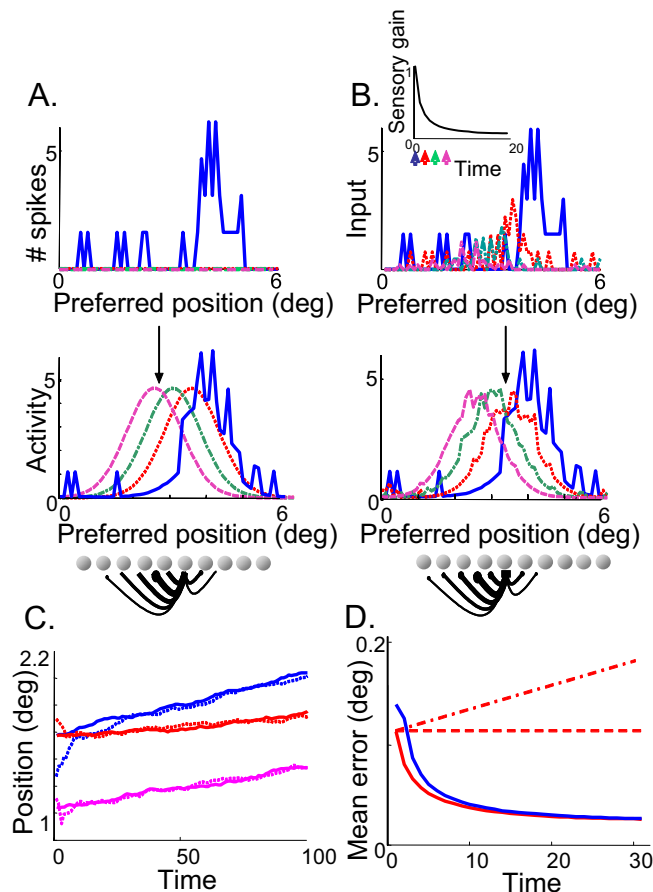 A.
# spikes
5
0
6
Preferred position (deg)
B.
Sensory gain
1
0
20
Time
Input
5
0
6
Preferred position (deg)
Activity
5
0
6
Preferred position (deg)
5
0
6
Preferred position (deg)
C.
Position (deg)
2.2
1
0
50
100
Time
D.
Mean error (deg)
0.2
0
0
10
20
30
Time